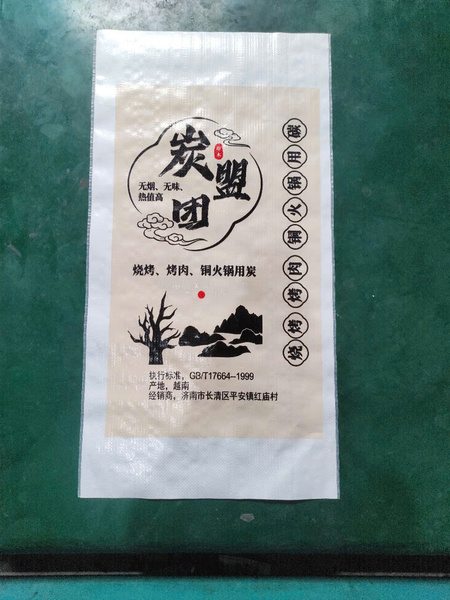 炭
盟
团
无烟、无味、
热值高
烧烤、烤肉、铜火锅用炭
执行标准，GB/T17664—1999
产地，越南
经销商，济南市长清区平安镇红庙村
烧烤烤肉铜火锅用碳